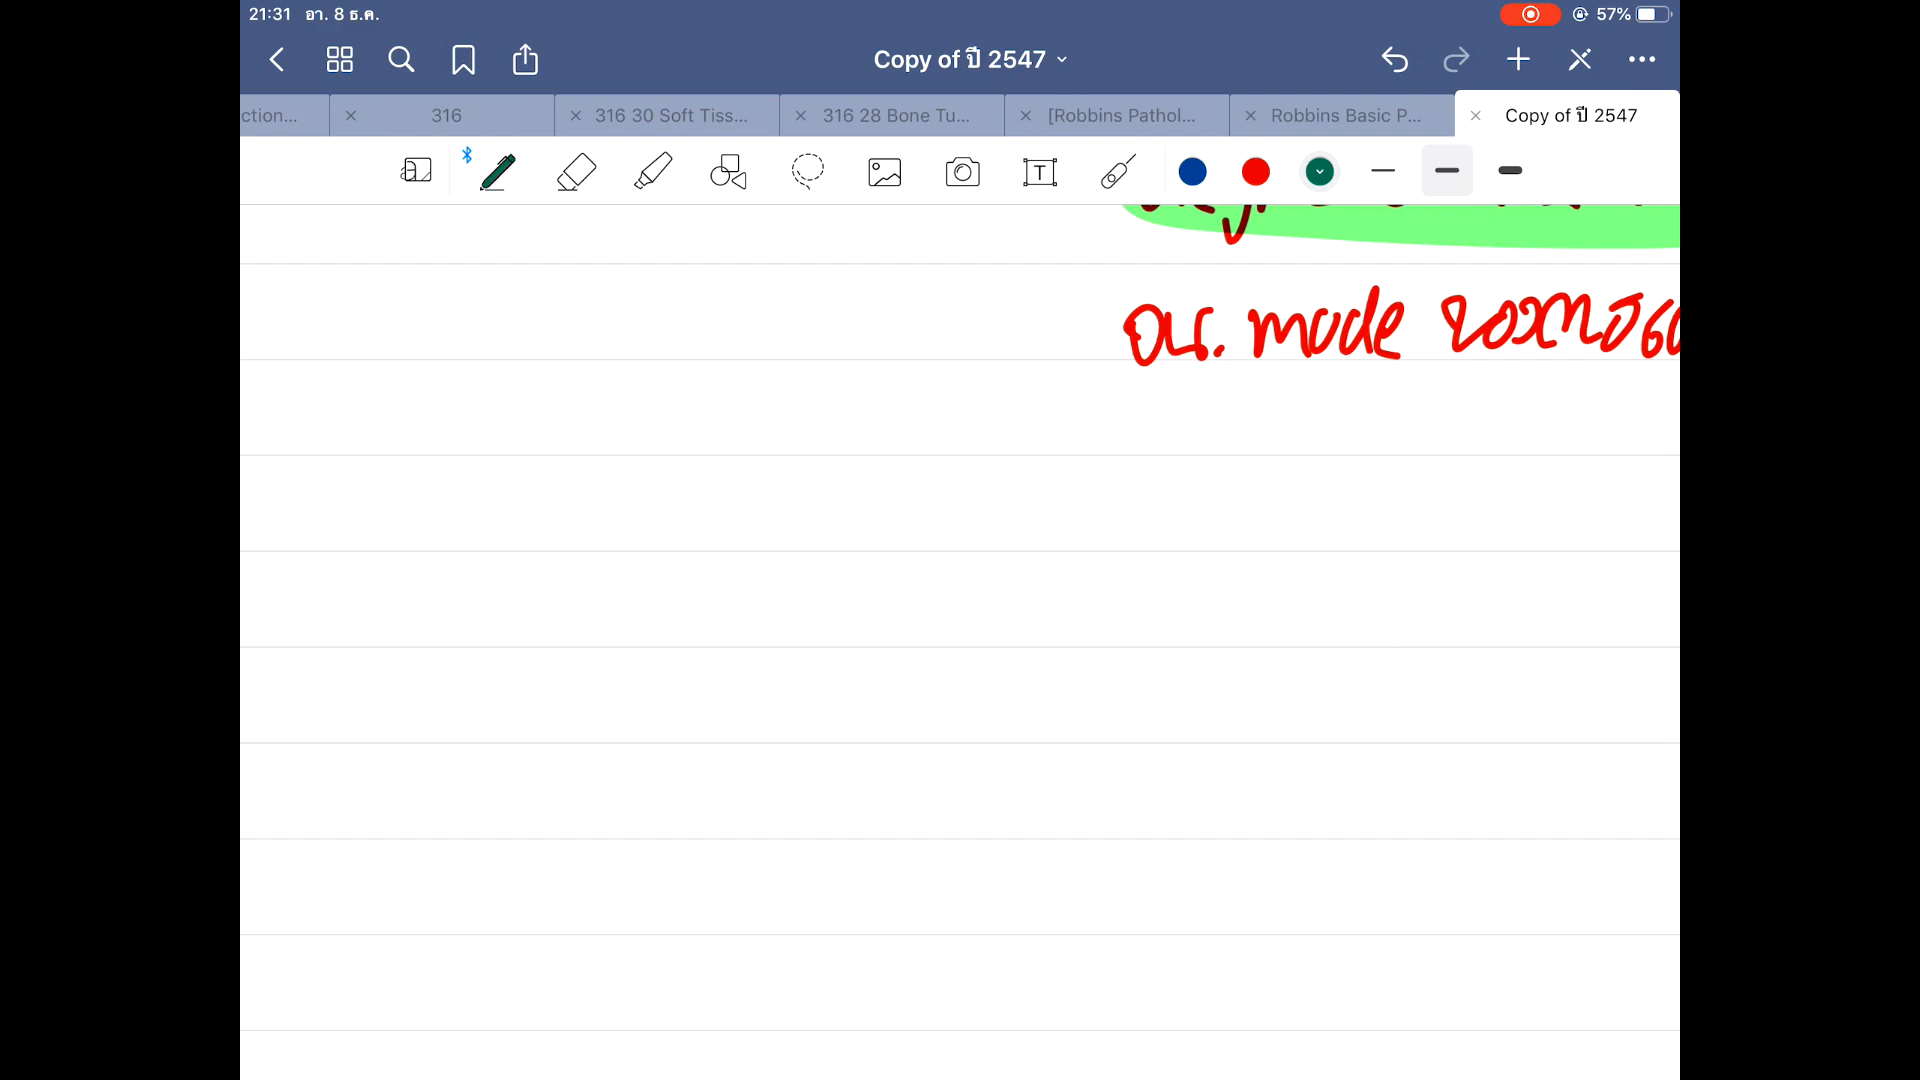 21:31 อา. 8 ธ.ค. 57%
Copy of ปี 2547
ction... 316 316 30 Soft Tiss... 316 28 Bone Tu... [Robbins Pathol... Robbins Basic P... Copy of ปี 2547
mode